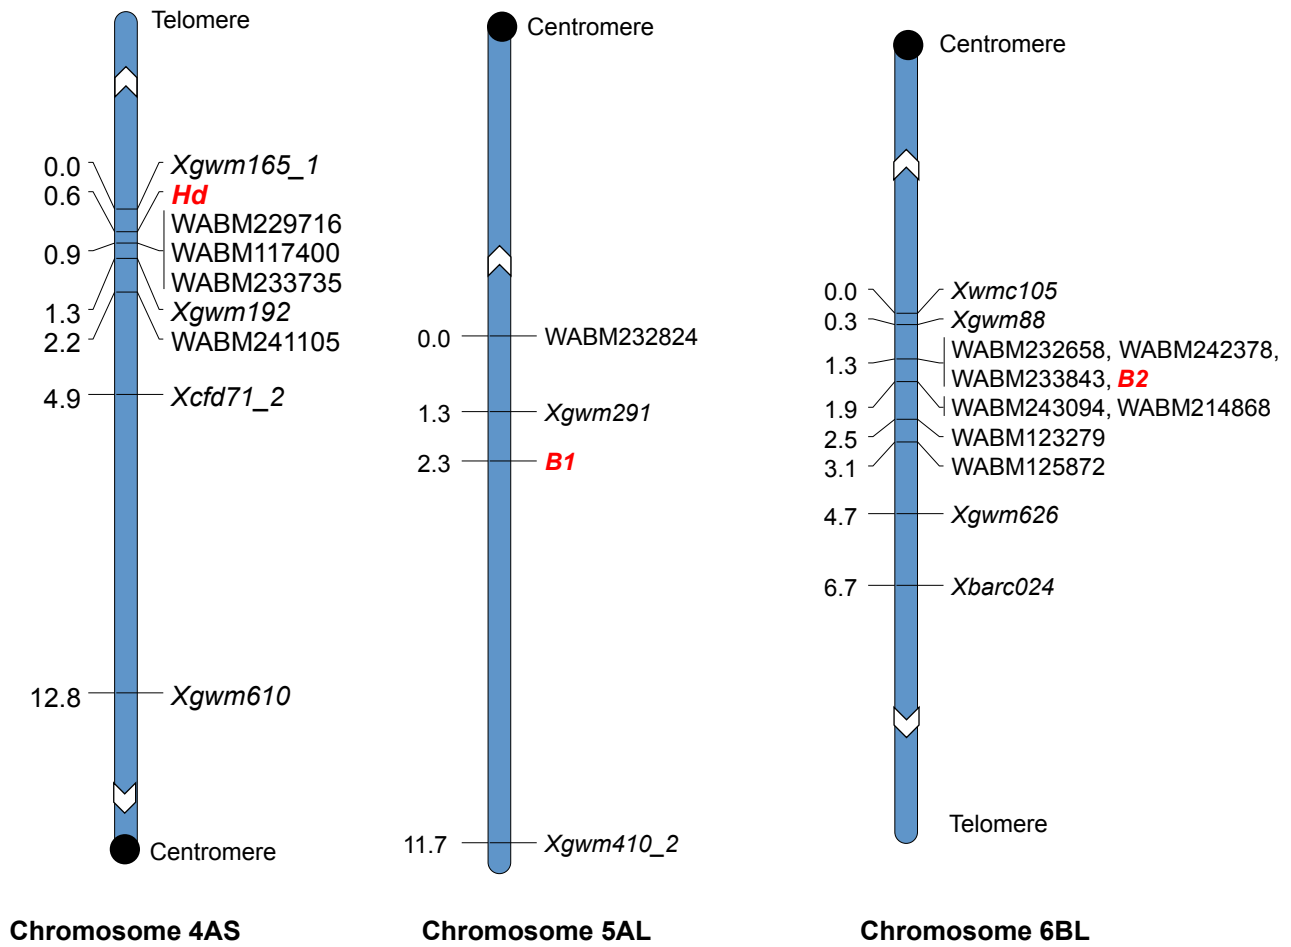 Telomere
0.0 Xgwm165_1
0.6 Hd
WABM229716
0.9 WABM117400
WABM233735
1.3 Xgwm192
2.2 WABM241105
4.9 Xcfd71_2
12.8 Xgwm610
Centromere
Chromosome 4AS
Centromere
0.0 WABM232824
1.3 Xgwm291
2.3 B1
11.7 Xgwm410_2
Chromosome 5AL
Centromere
0.0 Xwmc105
0.3 Xgwm88
1.3 WABM232658, WABM242378,
WABM233843, B2
1.9 WABM243094, WABM214868
2.5 WABM123279
3.1 WABM125872
4.7 Xgwm626
6.7 Xbarc024
Telomere
Chromosome 6BL